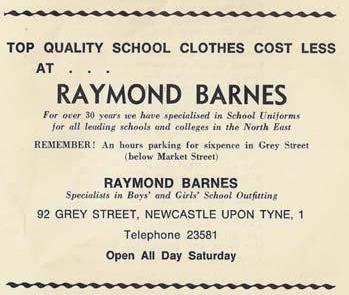 TOP QUALITY SCHOOL CLOTHES COST LESS
AT . . .
RAYMOND BARNES
For over 30 years we have specialised in School Uniforms
for all leading schools and colleges in the North East
REMEMBER! An hours parking for sixpence in Grey Street
(below Market Street)
RAYMOND BARNES
Specialists in Boys' and Girls' School Outfitting
92 GREY STREET, NEWCASTLE UPON TYNE, 1
Telephone 23581
Open All Day Saturday